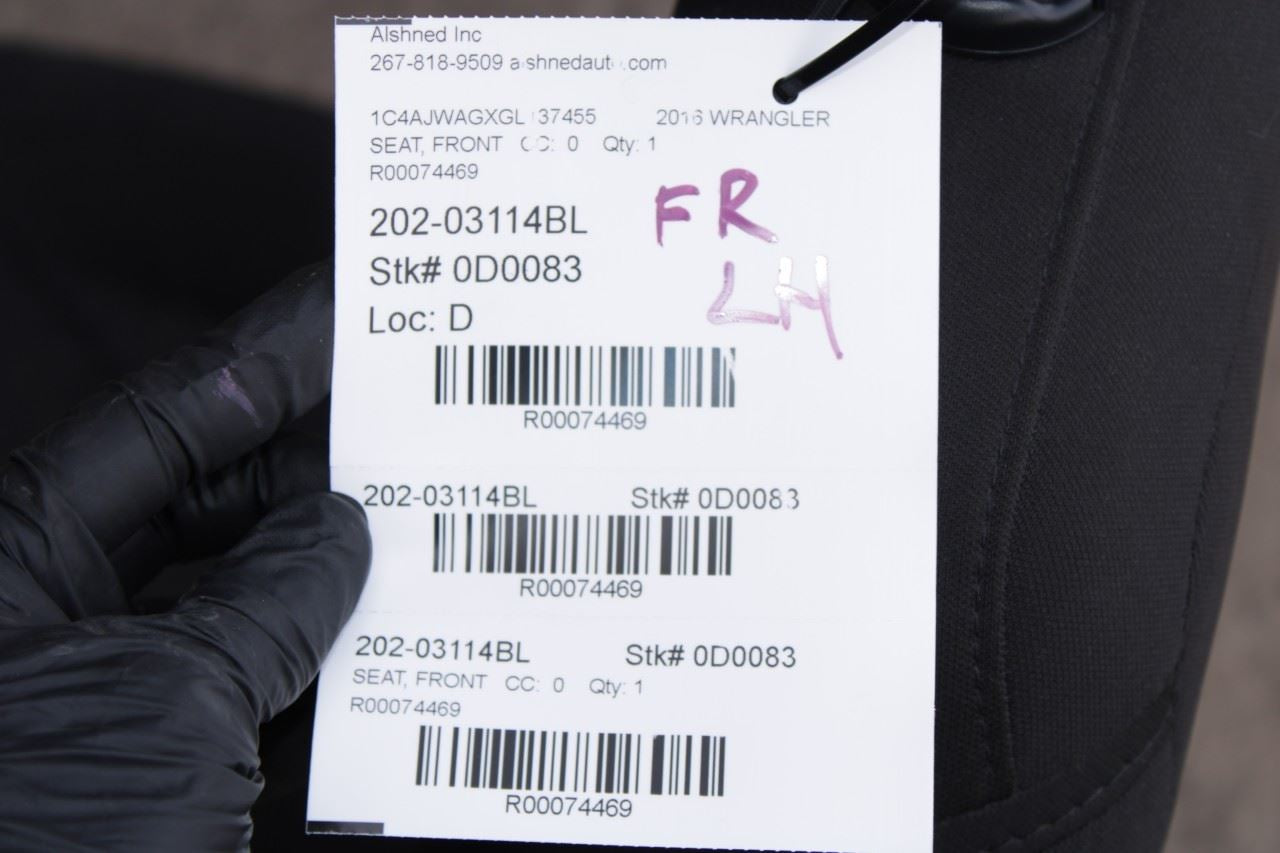 Alshned Inc
267-818-9509
2016 WRANGLER
SEAT, FRONT CC: 0 Qty: 1
R00074469
202-03114BL
FR
Stk# 0D0083
LH
Loc: D
R00074469
202-03114BL Stk# 0D0083
R00074469
202-03114BL Stk# 0D0083
SEAT, FRONT CC: 0 Qty: 1
R00074469
R00074469